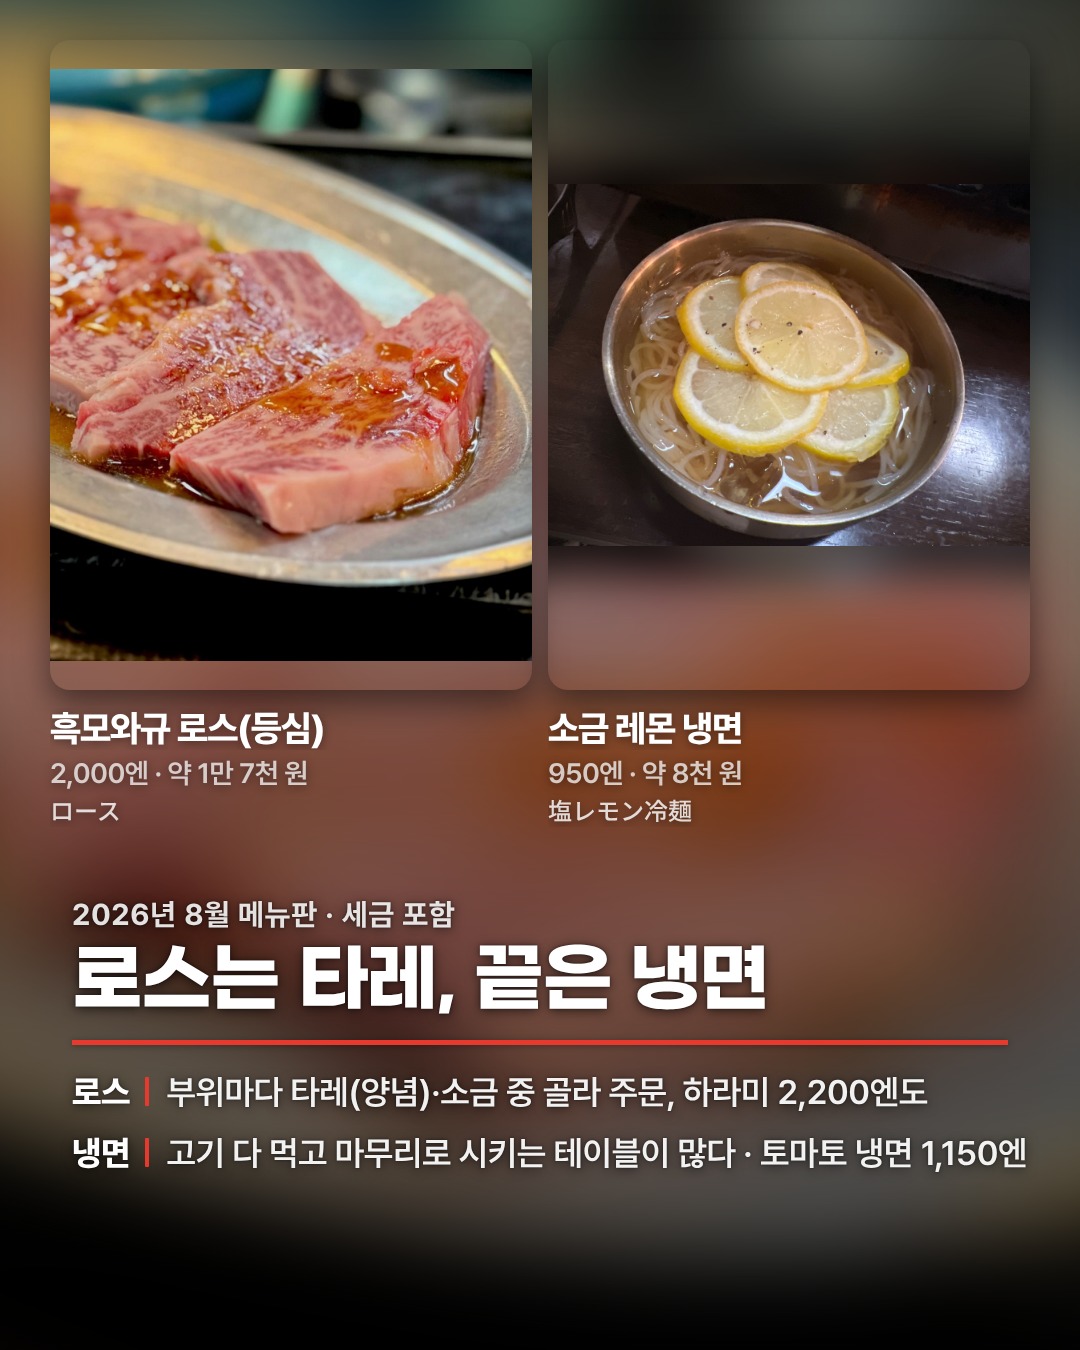 흑모와규 로스(등심)
2,000엔 · 약 1만 7천 원
ロース
소금 레몬 냉면
950엔 · 약 8천 원
塩レモン冷麺
2026년 8월 메뉴판 · 세금 포함
로스는 타레, 끝은 냉면
로스 | 부위마다 타레(양념)·소금 중 골라 주문, 하라미 2,200엔도
냉면 | 고기 다 먹고 마무리로 시키는 테이블이 많다 · 토마토 냉면 1,150엔